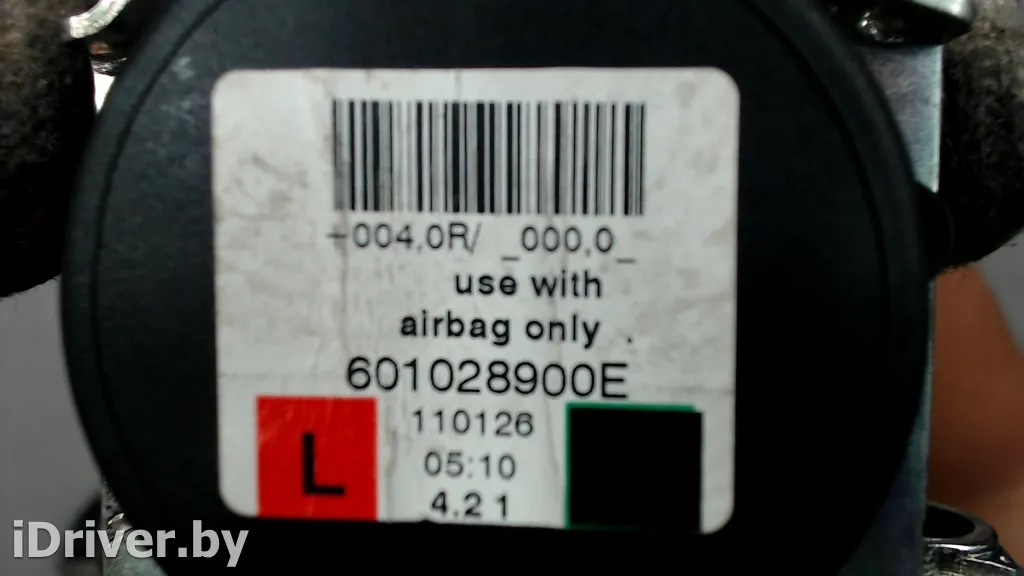 -004,0R/ _000,0_
use with
airbag only
601028900E
110126
L
05:10
4.2 1
iDriver.by